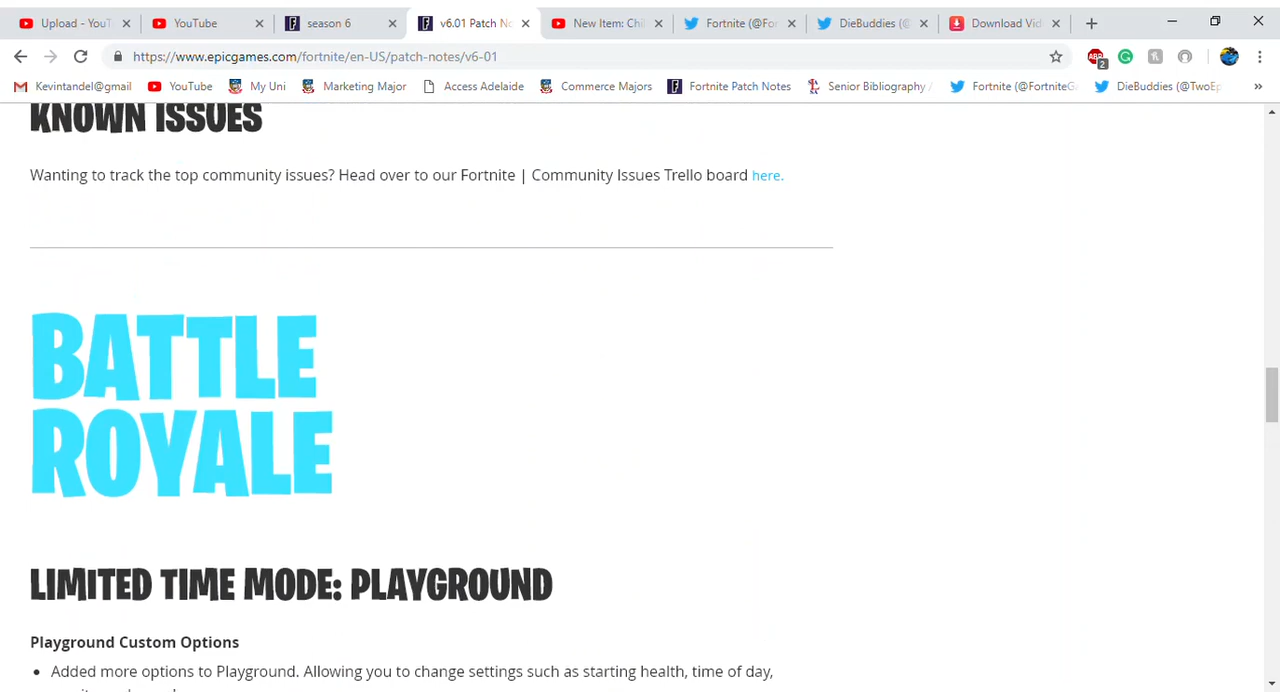 Upload - YouT
YouTube
season 6
v6.01 Patch No
New Item: Chil
Fortnite (@For
DieBuddies (@
Download Vid
https://www.epicgames.com/fortnite/en-US/patch-notes/v6-01
2
Kevintandel@gmail
YouTube
My Uni
Marketing Major
Access Adelaide
Commerce Majors
Fortnite Patch Notes
Senior Bibliography /
Fortnite (@FortniteG
DieBuddies (@TwoEp
KNOWN ISSUES
Wanting to track the top community issues? Head over to our Fortnite | Community Issues Trello board here.
BATTLE
ROYALE
LIMITED TIME MODE: PLAYGROUND
Playground Custom Options
• Added more options to Playground. Allowing you to change settings such as starting health, time of day,